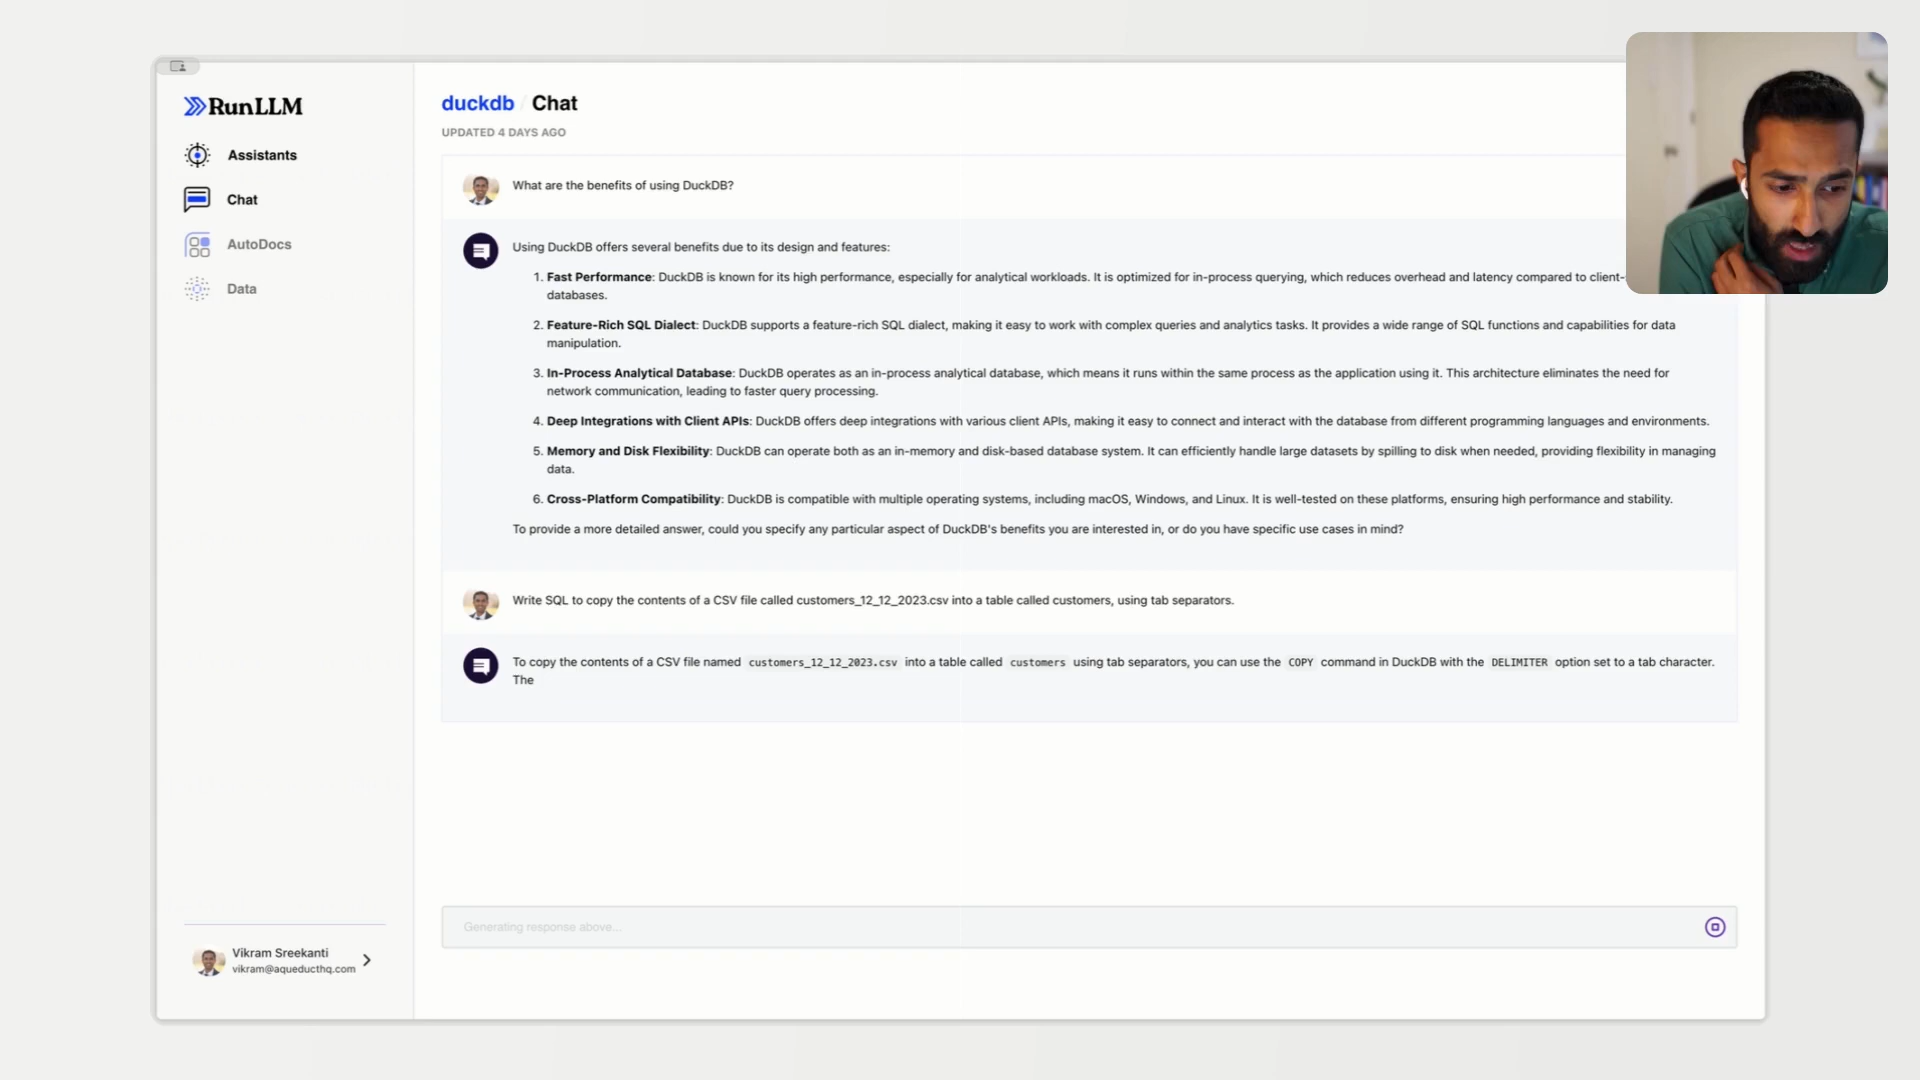 RunLLM
Assistants
Chat
AutoDocs
Data
duckdb / Chat
UPDATED 4 DAYS AGO
What are the benefits of using DuckDB?
Using DuckDB offers several benefits due to its design and features:
1. Fast Performance: DuckDB is known for its high performance, especially for analytical workloads. It is optimized for in-process querying, which reduces overhead and latency compared to client-
databases.
2. Feature-Rich SQL Dialect: DuckDB supports a feature-rich SQL dialect, making it easy to work with complex queries and analytics tasks. It provides a wide range of SQL functions and capabilities for data
manipulation.
3. In-Process Analytical Database: DuckDB operates as an in-process analytical database, which means it runs within the same process as the application using it. This architecture eliminates the need for
network communication, leading to faster query processing.
4. Deep Integrations with Client APIs: DuckDB offers deep integrations with various client APIs, making it easy to connect and interact with the database from different programming languages and environments.
5. Memory and Disk Flexibility: DuckDB can operate both as an in-memory and disk-based database system. It can efficiently handle large datasets by spilling to disk when needed, providing flexibility in managing
data.
6. Cross-Platform Compatibility: DuckDB is compatible with multiple operating systems, including macOS, Windows, and Linux. It is well-tested on these platforms, ensuring high performance and stability.
To provide a more detailed answer, could you specify any particular aspect of DuckDB's benefits you are interested in, or do you have specific use cases in mind?
Write SQL to copy the contents of a CSV file called customers_12_12_2023.csv into a table called customers, using tab separators.
To copy the contents of a CSV file named customers_12_12_2023.csv into a table called customers using tab separators, you can use the COPY command in DuckDB with the DELIMITER option set to a tab character.
The
Generating response above...
Vikram Sreekanti
vikram@aqueducthq.com